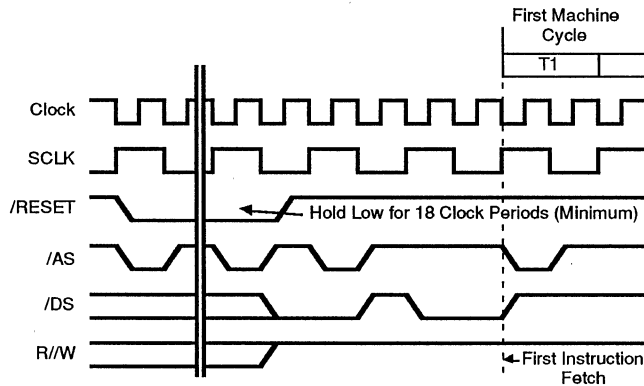 First Machine
Cycle
T1
Clock
SCLK
/RESET
Hold Low for 18 Clock Periods (Minimum)
/AS
/DS
R//W
First Instruction
Fetch